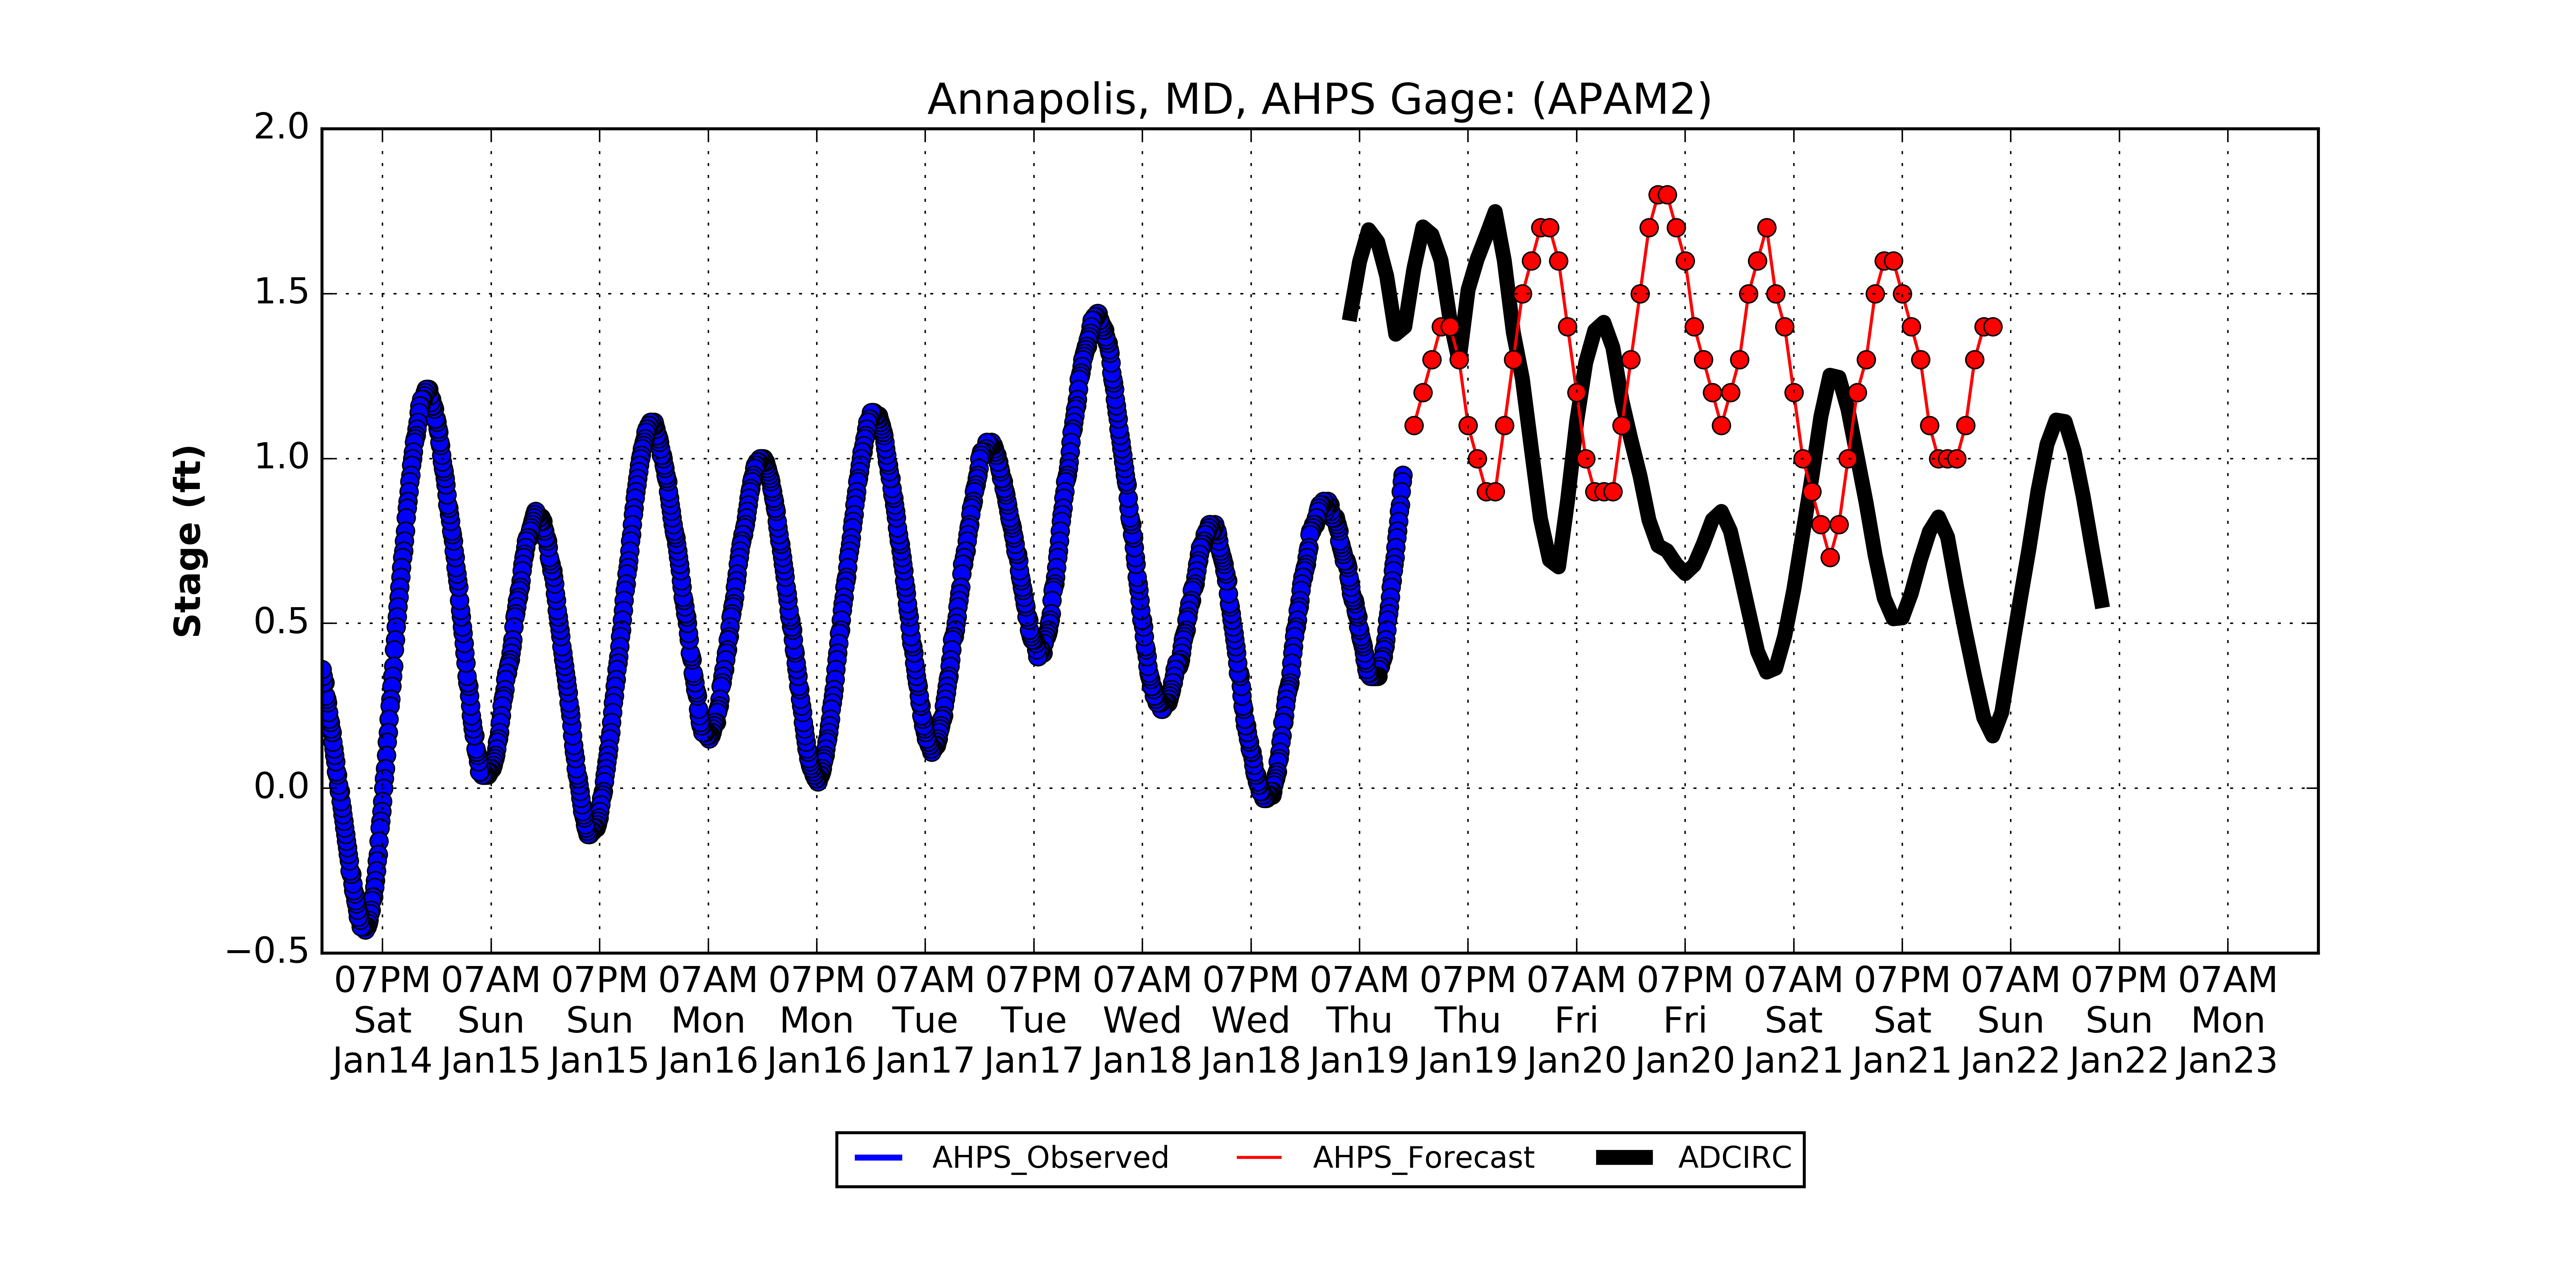 Annapolis, MD, AHPS Gage: (APAM2)
Stage (ft)
2.0
1.5
1.0
0.5
0.0
−0.5
07PM 07AM 07PM 07AM 07PM 07AM 07PM 07AM 07PM 07AM 07PM 07AM 07PM 07AM 07PM 07AM 07PM 07AM
Sat Sun Sun Mon Mon Tue Tue Wed Wed Thu Thu Fri Fri Sat Sat Sun Sun Mon
Jan14 Jan15 Jan15 Jan16 Jan16 Jan17 Jan17 Jan18 Jan18 Jan19 Jan19 Jan20 Jan20 Jan21 Jan21 Jan22 Jan22 Jan23
AHPS_Observed AHPS_Forecast ADCIRC